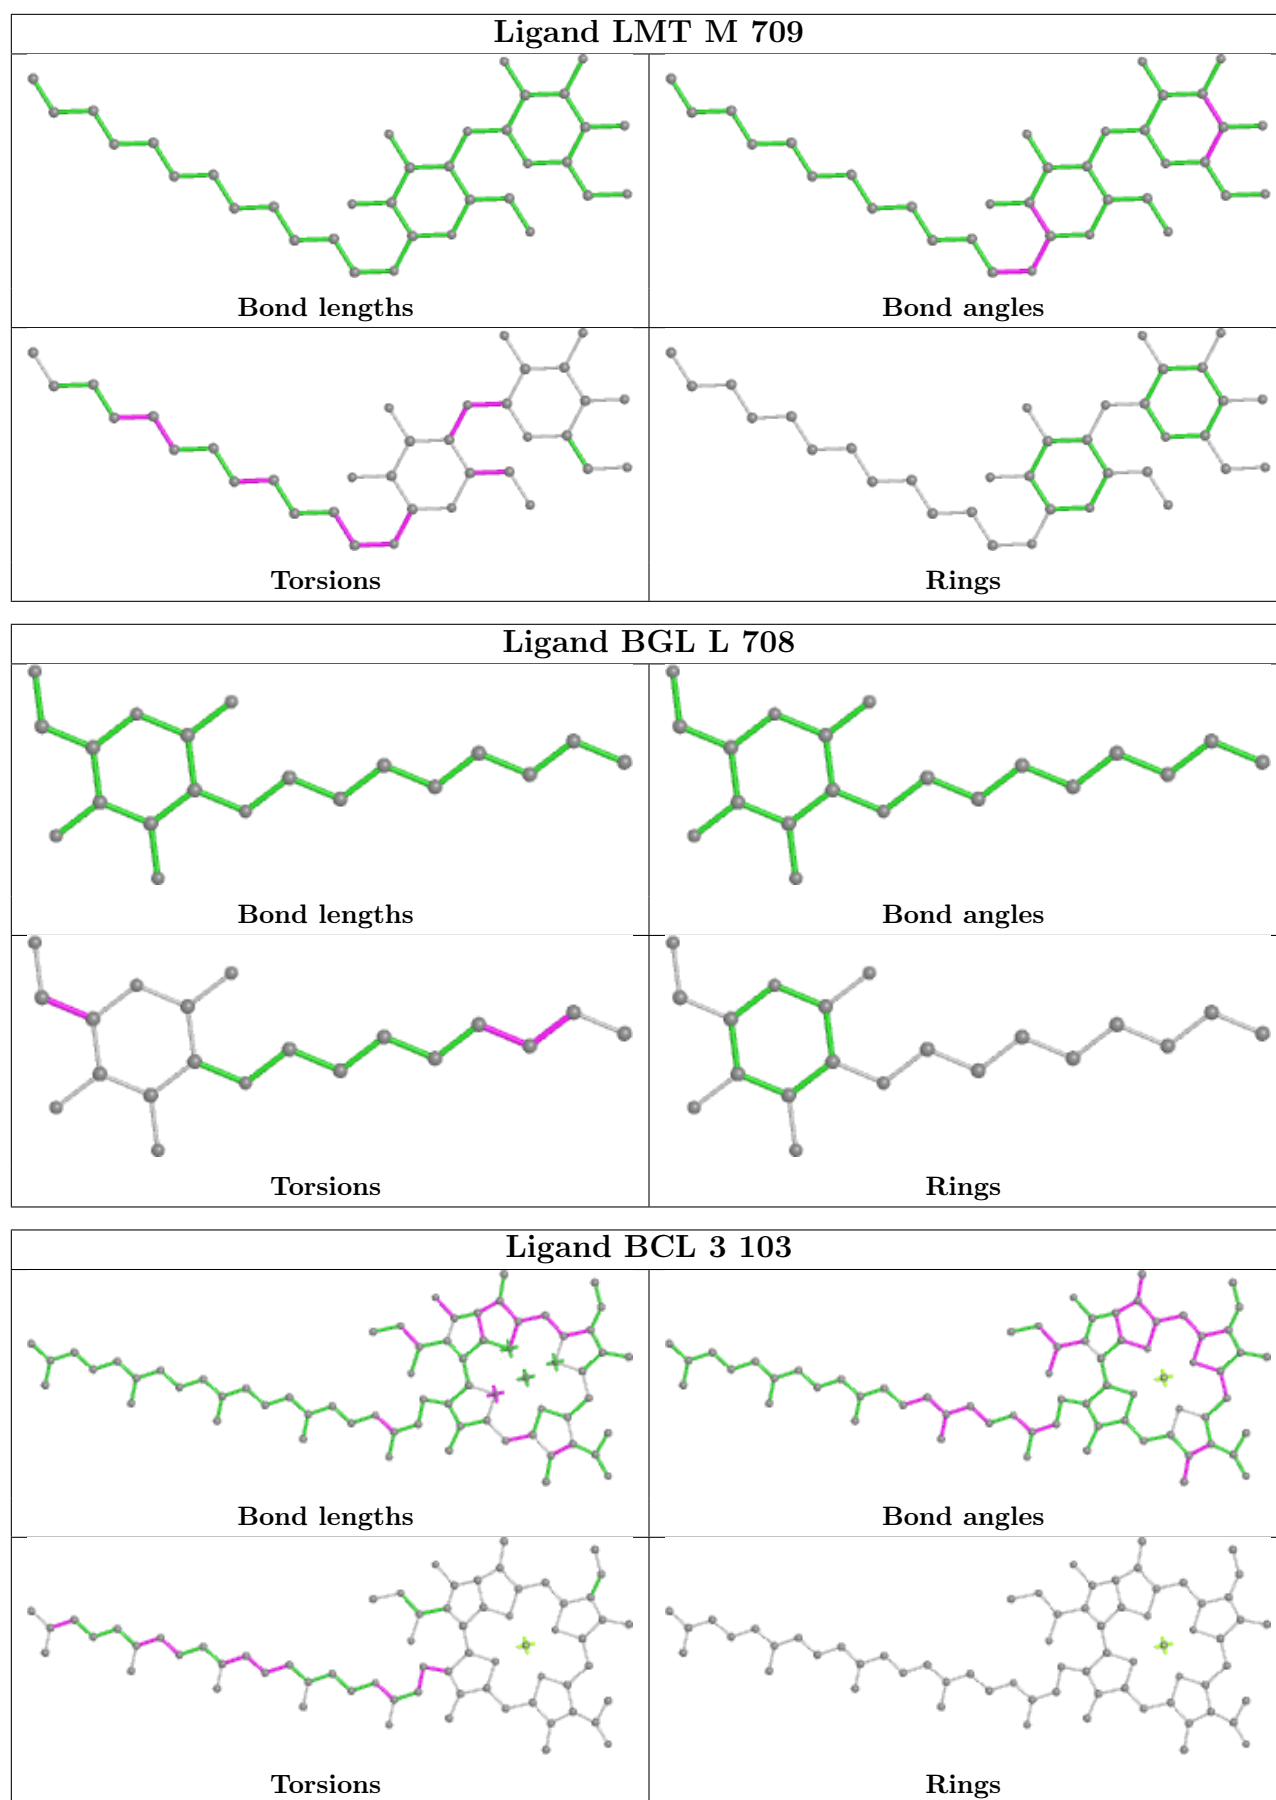 Ligand LMT M 709
Bond lengths
Bond angles
Torsions
Rings
Ligand BGL L 708
Bond lengths
Bond angles
Torsions
Rings
Ligand BCL 3 103
Bond lengths
Bond angles
Torsions
Rings